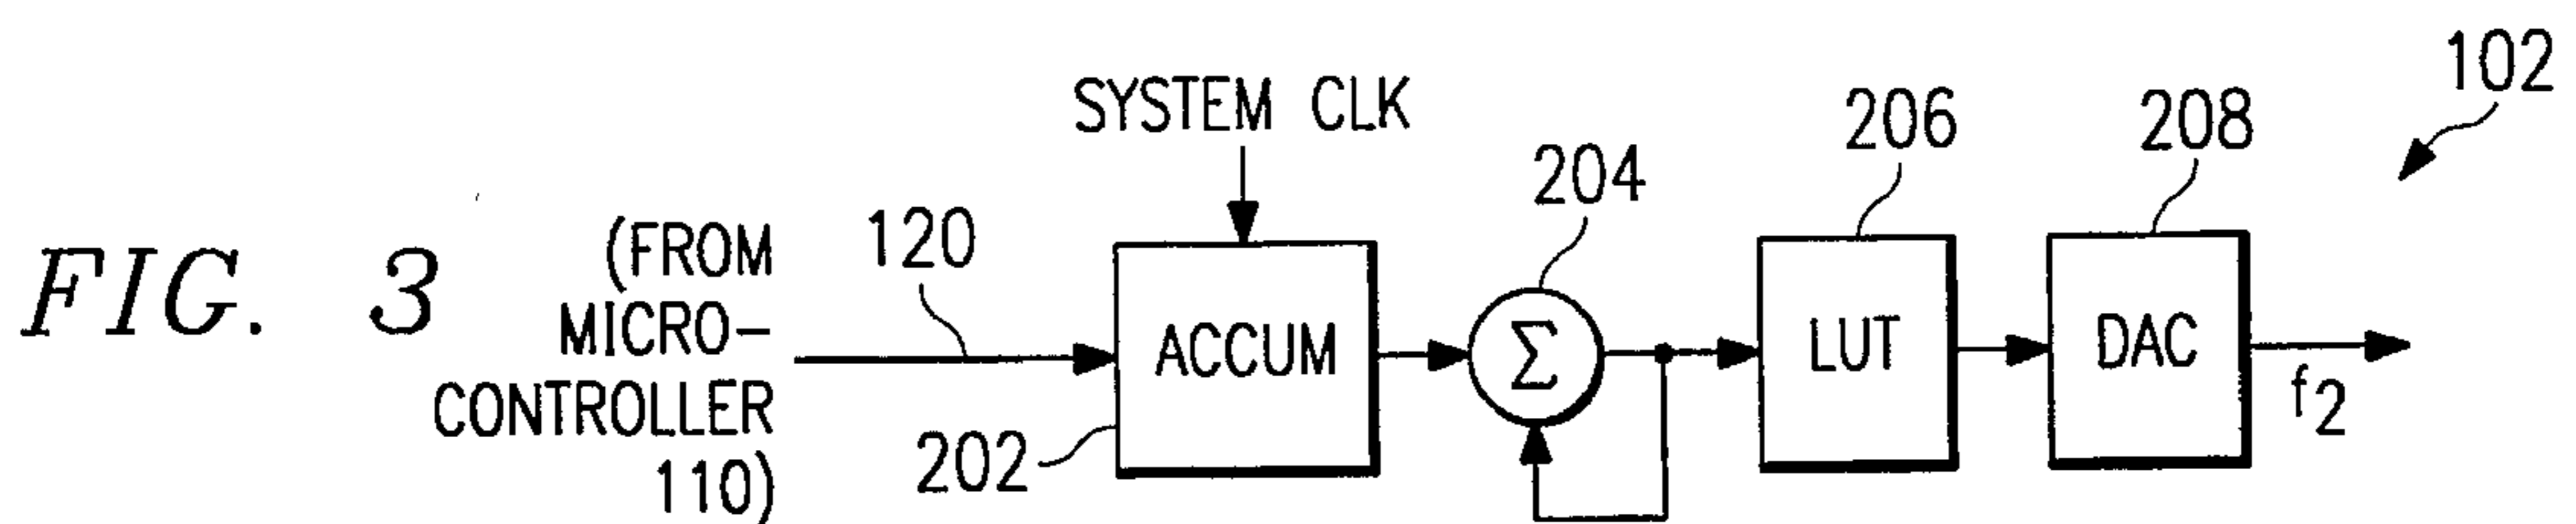 FIG. 3
(FROM
MICRO-
CONTROLLER
110)
120
SYSTEM CLK
ACCUM
202
204
Σ
206
LUT
208
DAC
f2
102